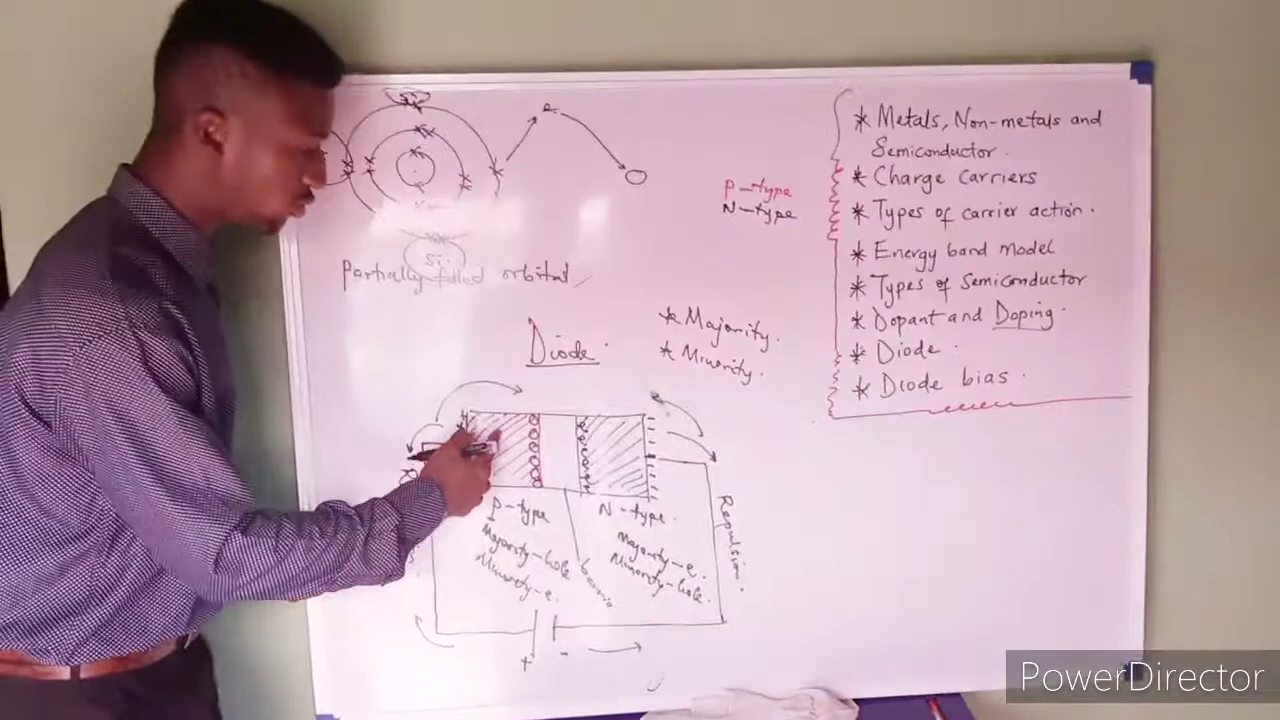 Si
Partially filled orbital
P-type
N-type
* Metals, Non-metals and
Semiconductor.
* Charge carriers
* Types of carrier action.
* Energy band model
* Types of Semiconductor
* Dopant and Doping.
* Diode.
* Diode bias.
Diode.
* Majority.
* Minority.
P-type
Majority-hole
Minority-e.
N-type.
Majority-e.
Minority-hole.
Repulsion.
+ -
PowerDirector